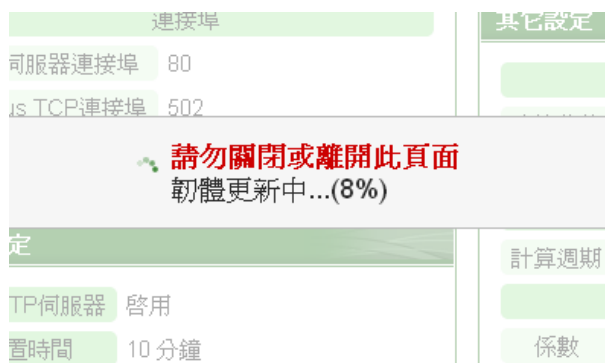 連接埠
其它設定
伺服器連接埠 80
us TCP連接埠 502
請勿關閉或離開此頁面
韌體更新中...(8%)
定
計算週期
TP伺服器 啓用
置時間 10 分鐘
係數